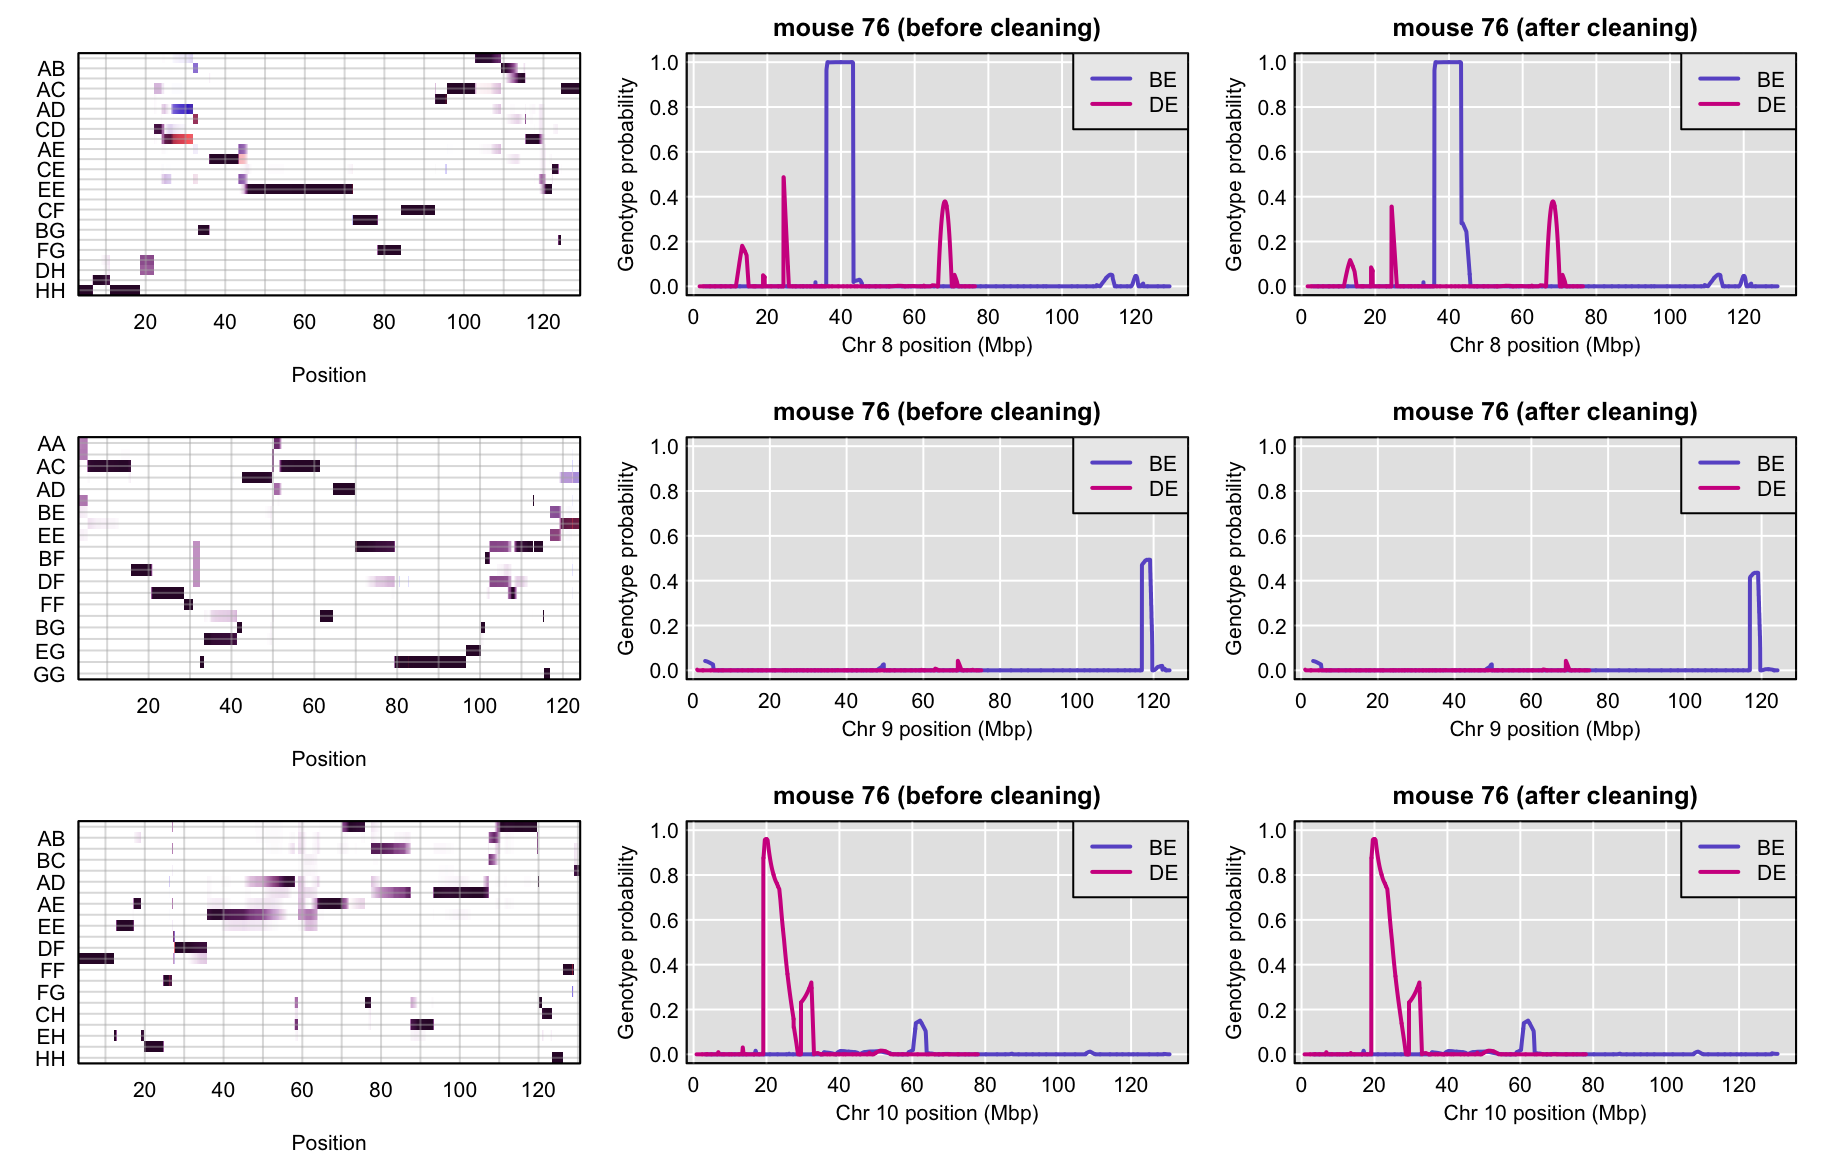 AB
AC
AD
CD
AE
CE
EE
CF
BG
FG
DH
HH
20 40 60 80 100 120
Position
mouse 76 (before cleaning)
Genotype probability
1.0
0.8
0.6
0.4
0.2
0.0
BE
DE
0 20 40 60 80 100 120
Chr 8 position (Mbp)
mouse 76 (after cleaning)
Genotype probability
1.0
0.8
0.6
0.4
0.2
0.0
BE
DE
0 20 40 60 80 100 120
Chr 8 position (Mbp)
AA
AC
AD
BE
EE
BF
DF
FF
BG
EG
GG
20 40 60 80 100 120
Position
mouse 76 (before cleaning)
Genotype probability
1.0
0.8
0.6
0.4
0.2
0.0
BE
DE
0 20 40 60 80 100 120
Chr 9 position (Mbp)
mouse 76 (after cleaning)
Genotype probability
1.0
0.8
0.6
0.4
0.2
0.0
BE
DE
0 20 40 60 80 100 120
Chr 9 position (Mbp)
AB
BC
AD
AE
EE
DF
FF
FG
CH
EH
HH
20 40 60 80 100 120
Position
mouse 76 (before cleaning)
Genotype probability
1.0
0.8
0.6
0.4
0.2
0.0
BE
DE
0 20 40 60 80 100 120
Chr 10 position (Mbp)
mouse 76 (after cleaning)
Genotype probability
1.0
0.8
0.6
0.4
0.2
0.0
BE
DE
0 20 40 60 80 100 120
Chr 10 position (Mbp)